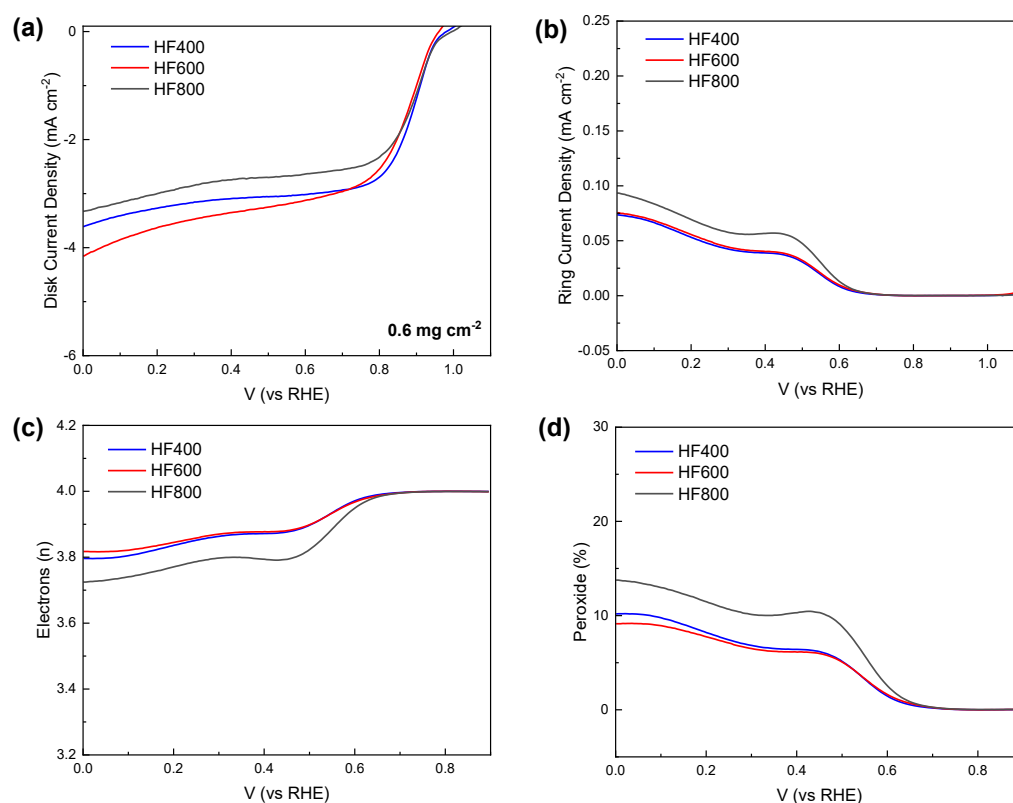 (a)
HF400
HF600
HF800
0
-2
-4
-6
Disk Current Density (mA cm⁻²)
0.6 mg cm⁻²
0.0 0.2 0.4 0.6 0.8 1.0
V (vs RHE)
(b)
HF400
HF600
HF800
0.25
0.20
0.15
0.10
0.05
0.00
-0.05
Ring Current Density (mA cm⁻²)
0.0 0.2 0.4 0.6 0.8 1.0
V (vs RHE)
(c)
HF400
HF600
HF800
4.2
4.0
3.8
3.6
3.4
3.2
Electrons (n)
0.0 0.2 0.4 0.6 0.8
V (vs RHE)
(d)
HF400
HF600
HF800
30
20
10
0
Peroxide (%)
0.0 0.2 0.4 0.6 0.8
V (vs RHE)